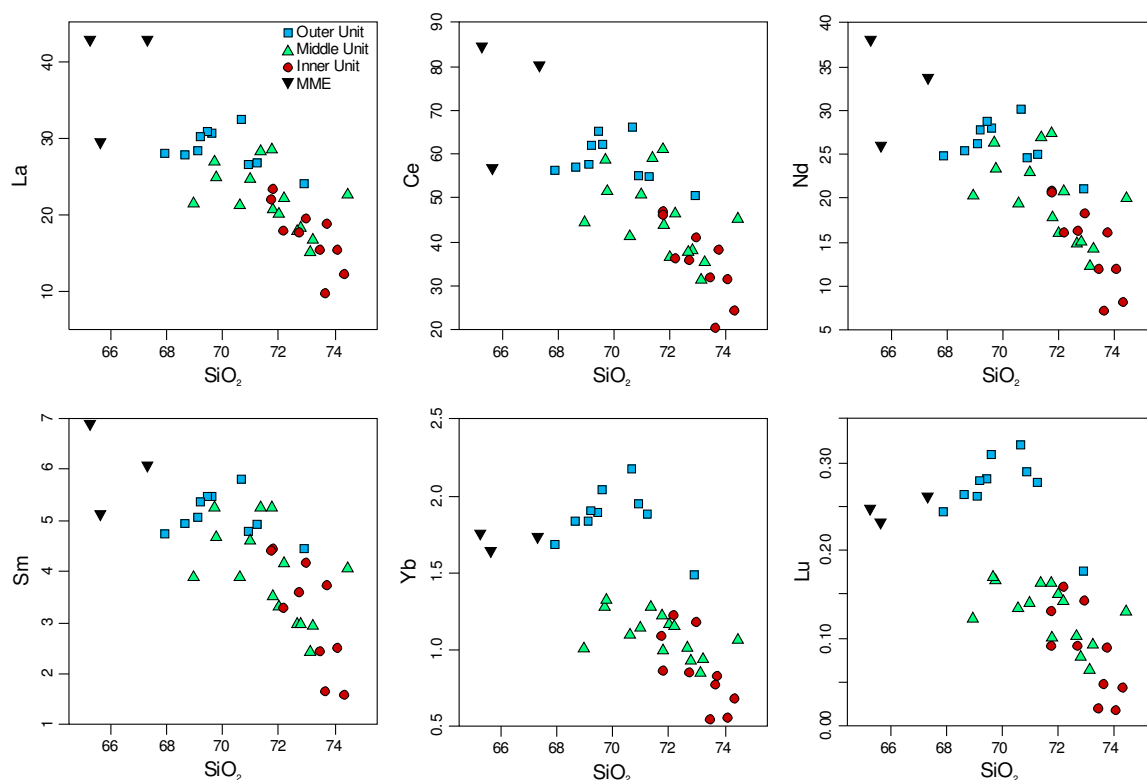 Outer Unit
Middle Unit
Inner Unit
MME
La
10 20 30 40
66 68 70 72 74
SiO₂
Ce
20 30 40 50 60 70 80 90
66 68 70 72 74
SiO₂
Nd
5 10 15 20 25 30 35 40
66 68 70 72 74
SiO₂
Sm
1 2 3 4 5 6 7
66 68 70 72 74
SiO₂
Yb
0.5 1.0 1.5 2.0 2.5
66 68 70 72 74
SiO₂
Lu
0.00 0.10 0.20 0.30
66 68 70 72 74
SiO₂